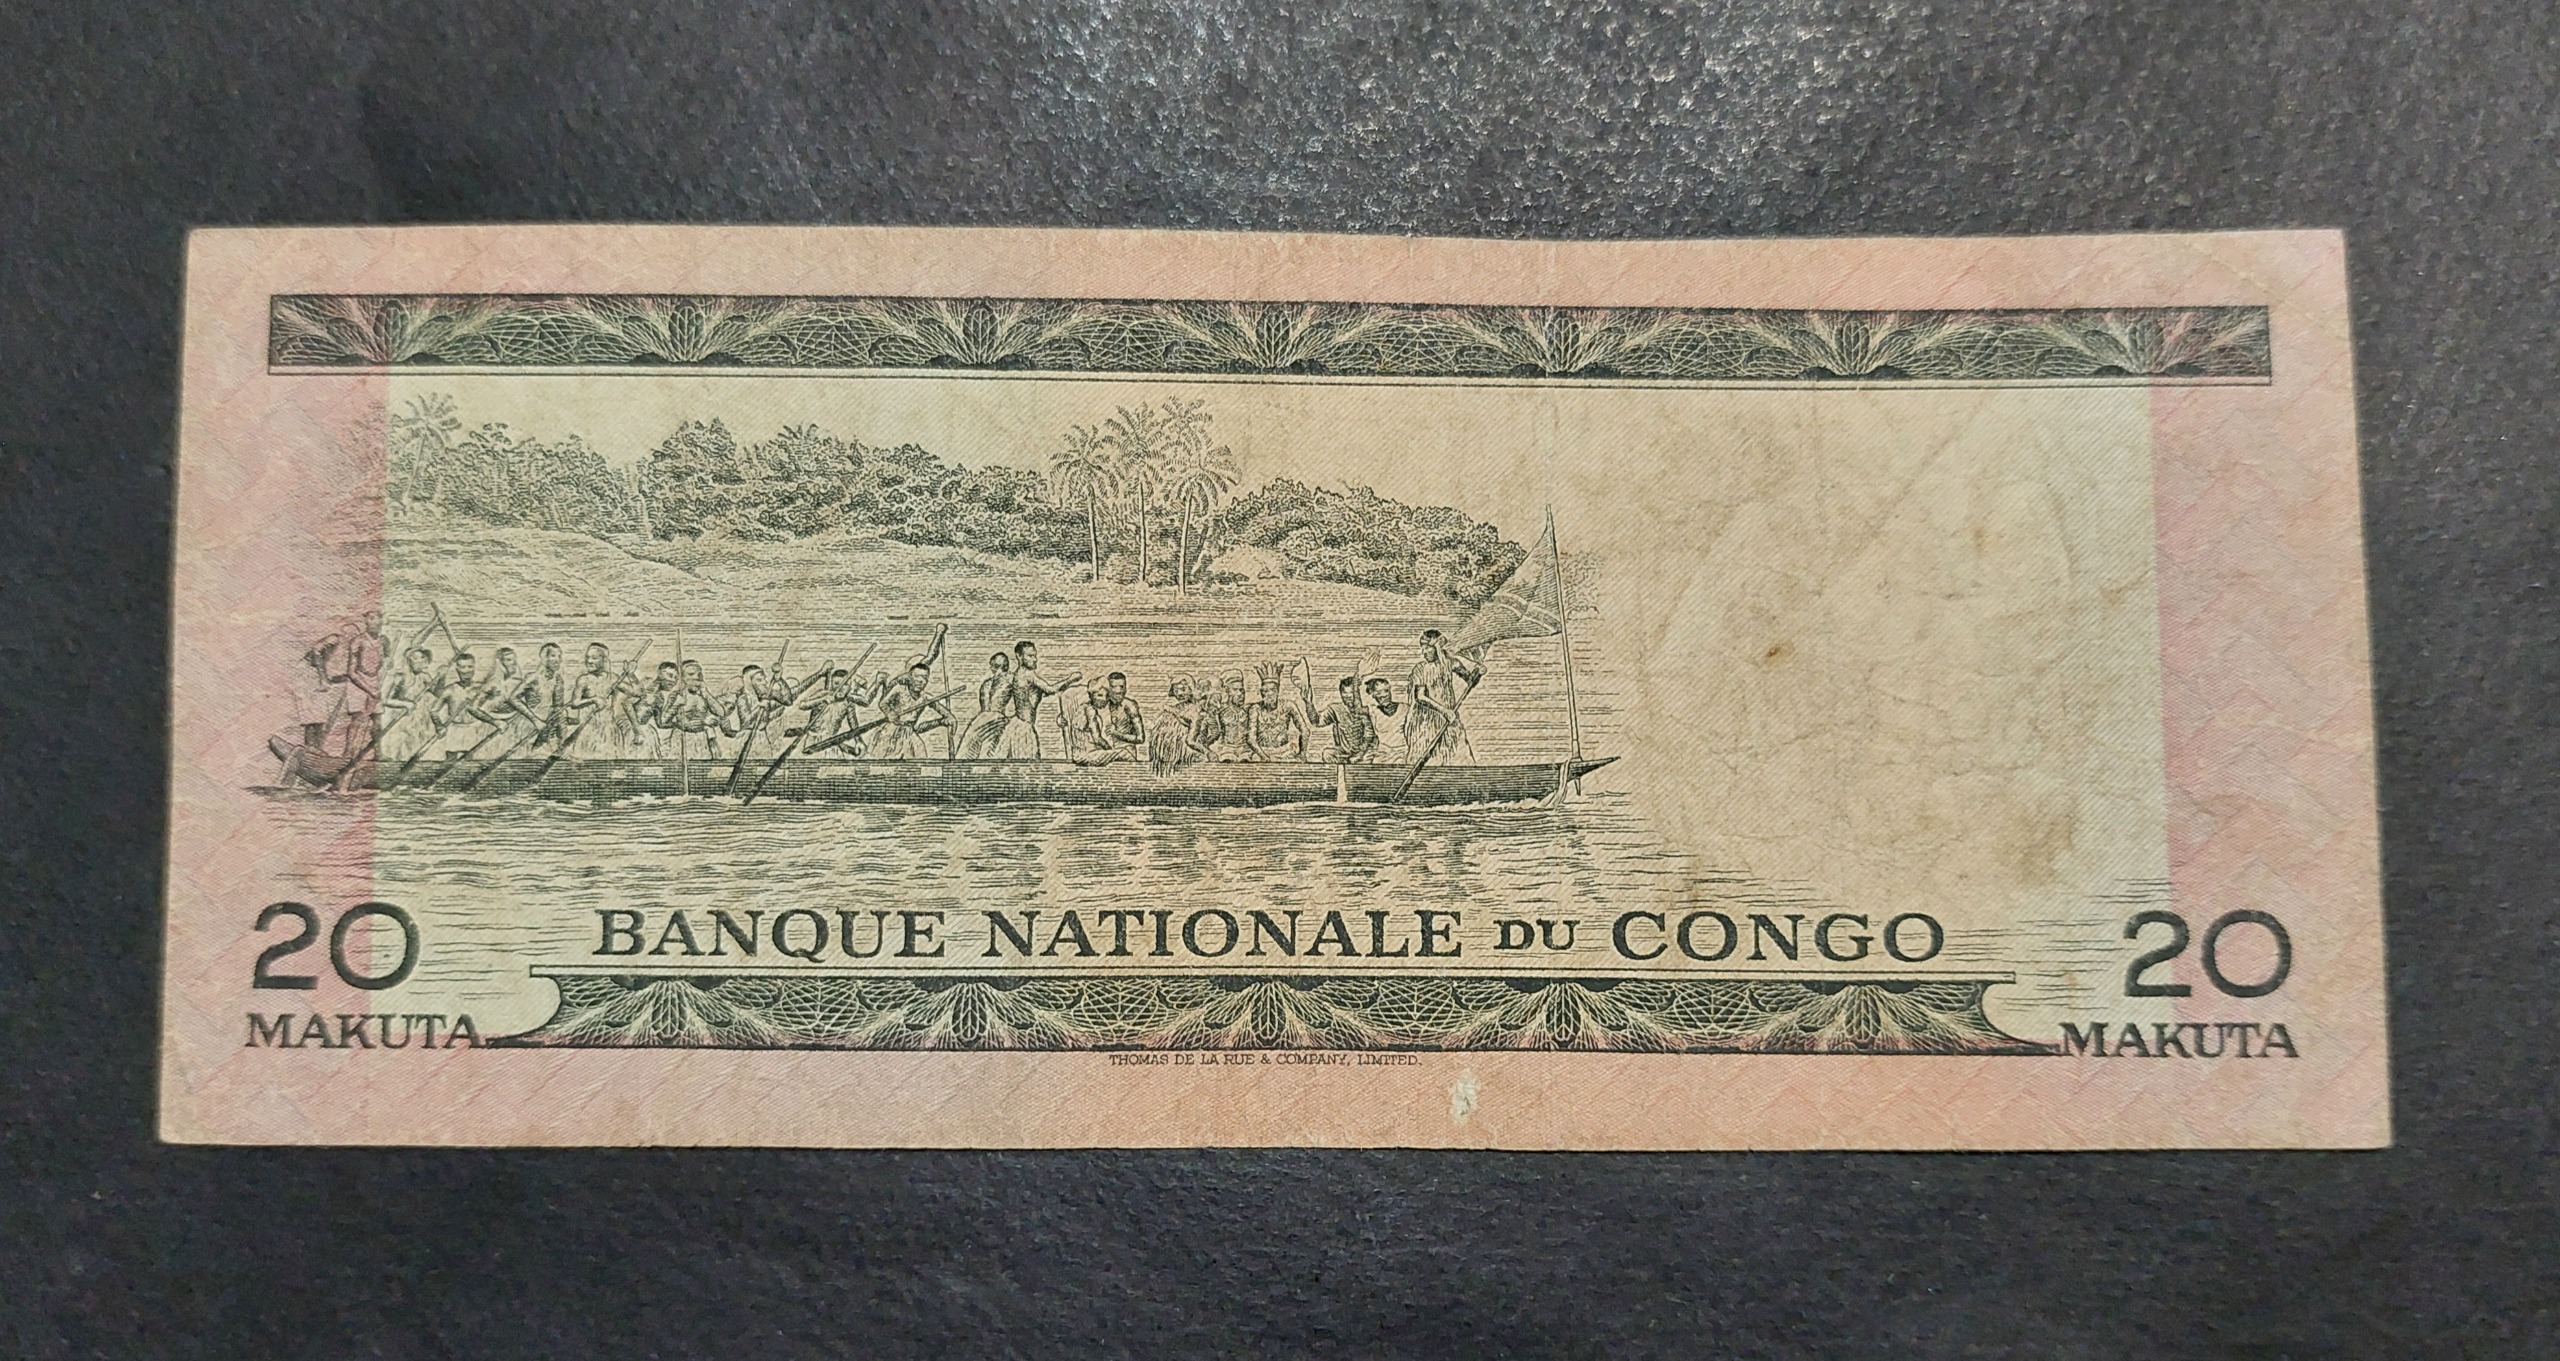 20 BANQUE NATIONALE DU CONGO 20
MAKUTA MAKUTA
THOMAS DE LA RUE & COMPANY, LIMITED.